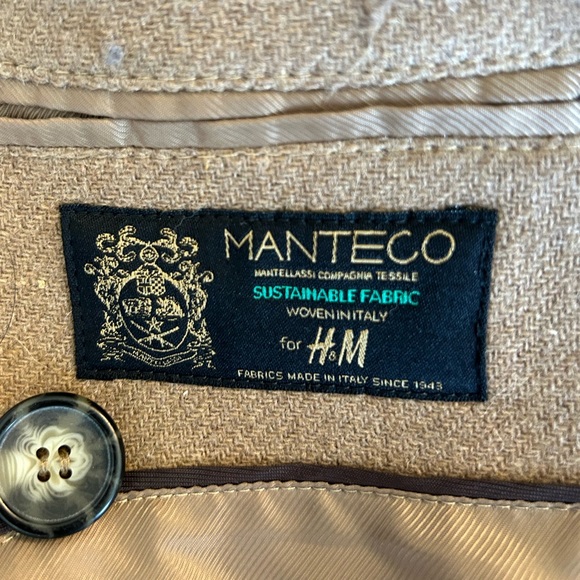 MANTECO
MANTELLASSI COMPAGNIA TESSILE
SUSTAINABLE FABRIC
WOVEN IN ITALY
for H&M
FABRICS MADE IN ITALY SINCE 1943